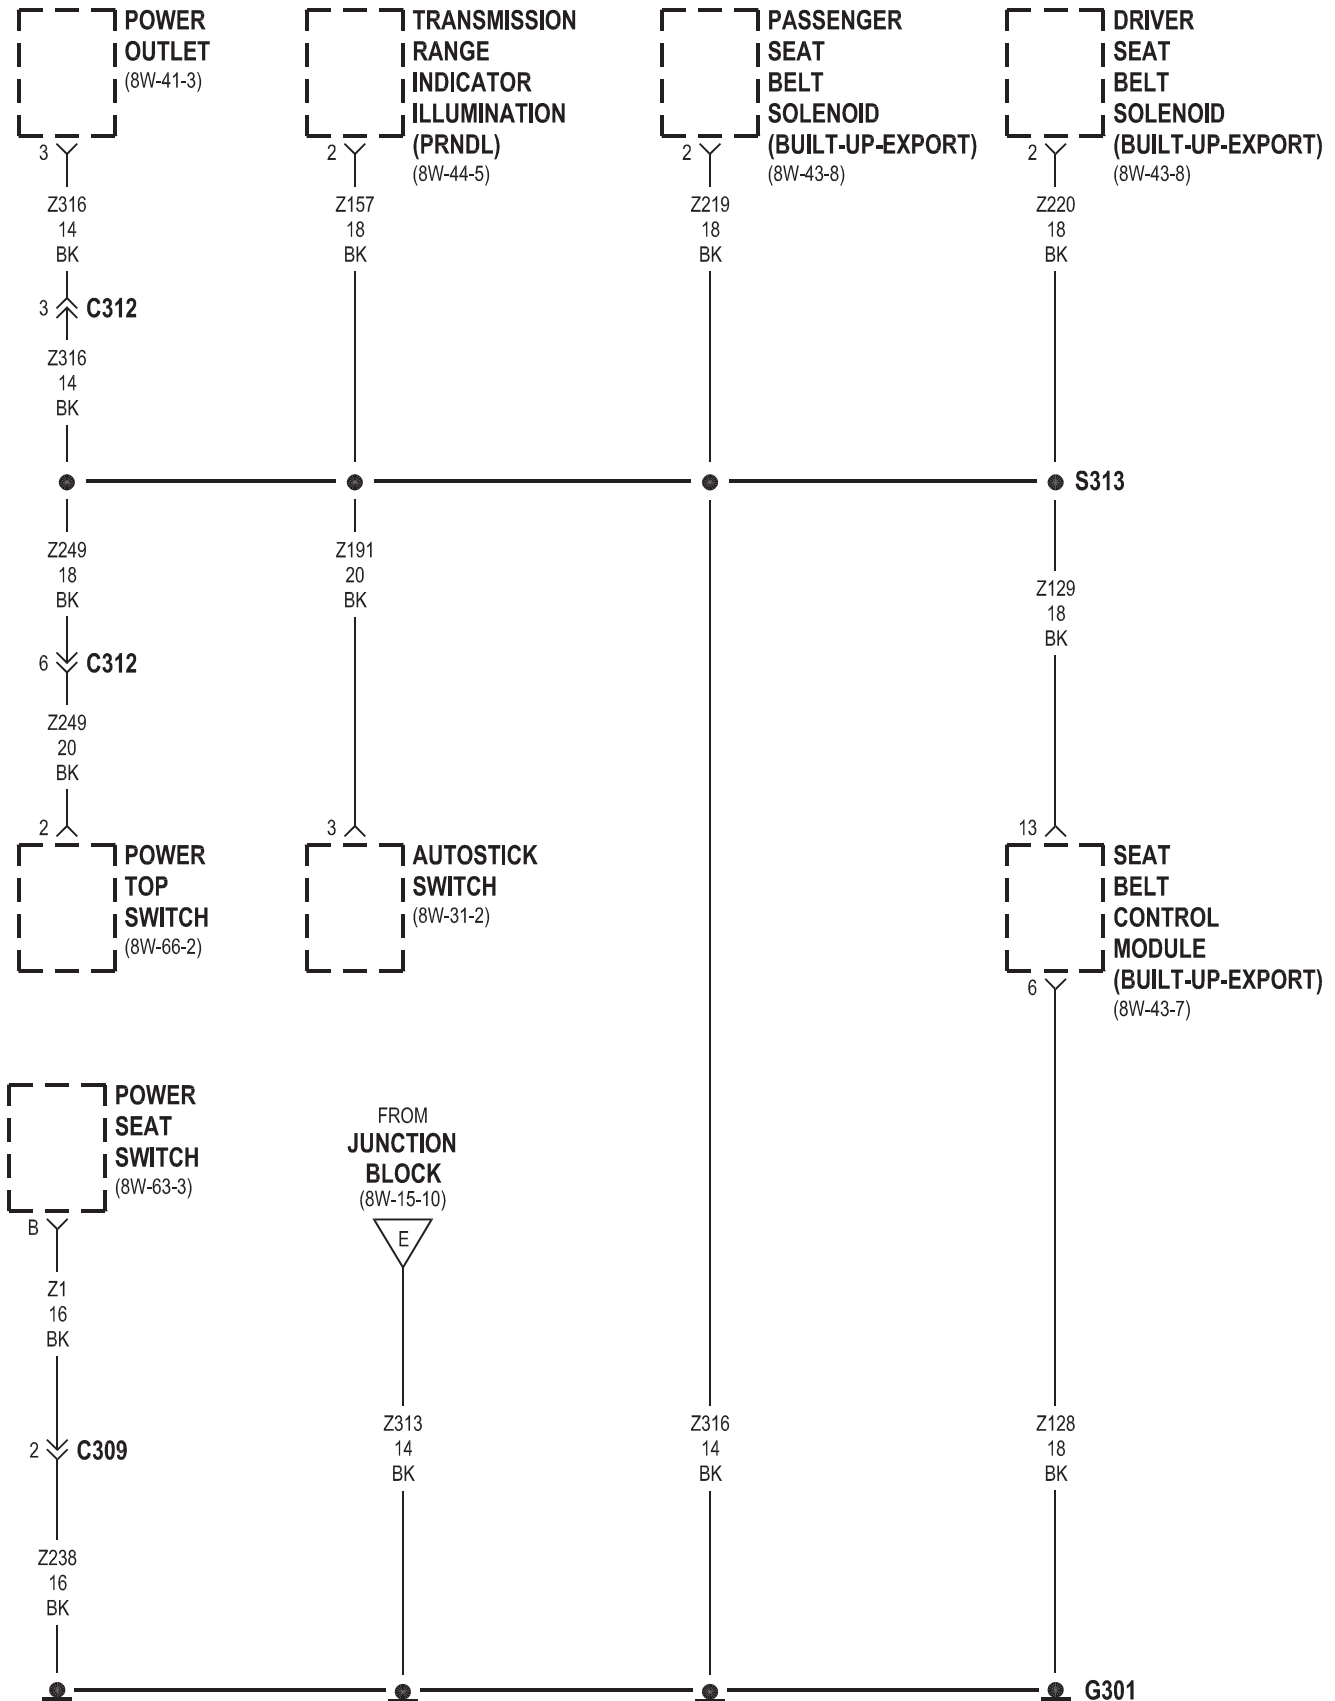 POWER
OUTLET
(8W-41-3)
TRANSMISSION
RANGE
INDICATOR
ILLUMINATION
(PRNDL)
(8W-44-5)
PASSENGER
SEAT
BELT
SOLENOID
(BUILT-UP-EXPORT)
(8W-43-8)
DRIVER
SEAT
BELT
SOLENOID
(BUILT-UP-EXPORT)
(8W-43-8)
3
2
2
2
Z316
14
BK
Z157
18
BK
Z219
18
BK
Z220
18
BK
3
C312
Z316
14
BK
S313
Z249
18
BK
Z191
20
BK
Z129
18
BK
6
C312
Z249
20
BK
2
3
13
POWER
TOP
SWITCH
(8W-66-2)
AUTOSTICK
SWITCH
(8W-31-2)
SEAT
BELT
CONTROL
MODULE
(BUILT-UP-EXPORT)
(8W-43-7)
6
POWER
SEAT
SWITCH
(8W-63-3)
FROM
JUNCTION
BLOCK
(8W-15-10)
B
E
Z1
16
BK
Z313
14
BK
Z316
14
BK
Z128
18
BK
2
C309
Z238
16
BK
G301